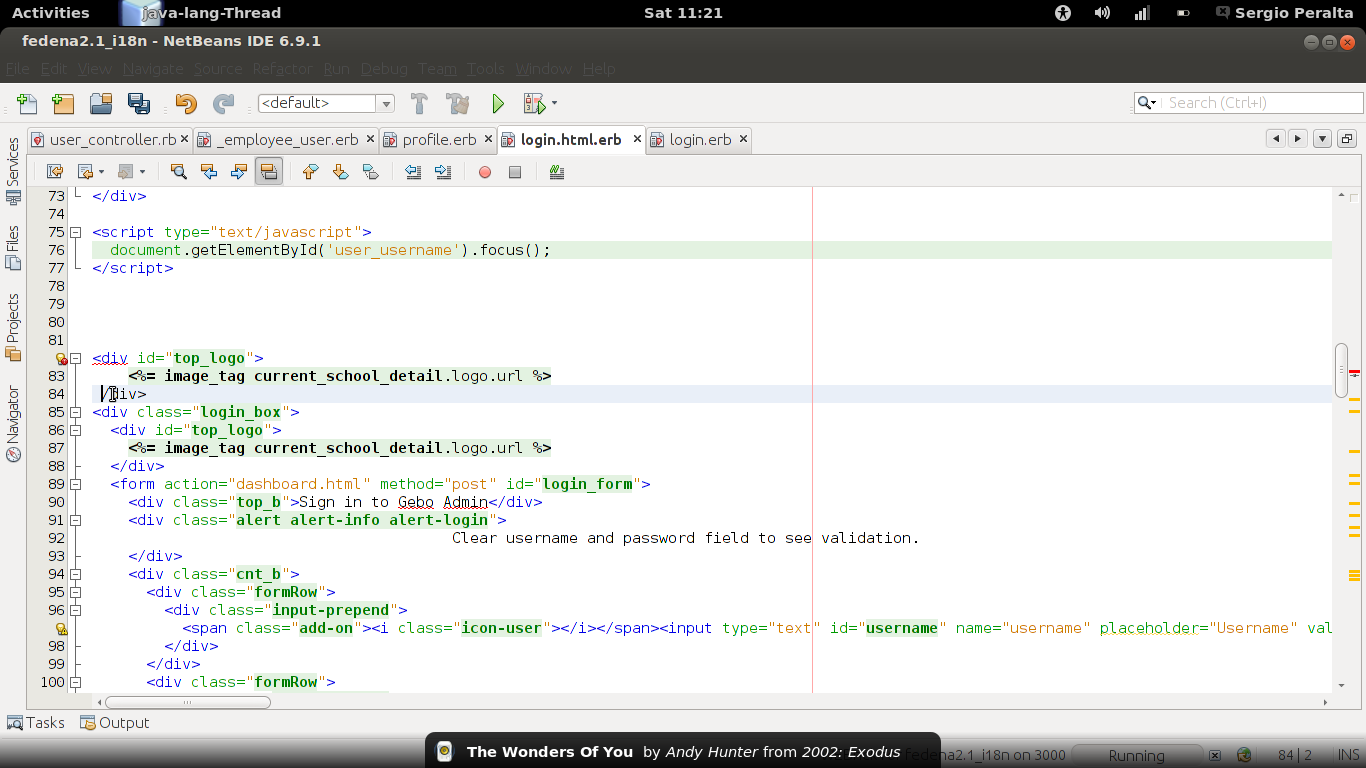 Activities java-lang-Thread Sat 11:21 Sergio Peralta
fedena2.1_i18n - NetBeans IDE 6.9.1
File Edit View Navigate Source Refactor Run Debug Team Tools Window Help
<default> Search (Ctrl+I)
user_controller.rb _employee_user.erb profile.erb login.html.erb login.erb
Services
Files
Projects
Navigator
73 </div>
74
75 <script type="text/javascript">
76 document.getElementById('user_username').focus();
77 </script>
78
79
80
81
<div id="top_logo">
83 <%= image_tag current_school_detail.logo.url %>
84 /div>
85 <div class="login_box">
86 <div id="top_logo">
87 <%= image_tag current_school_detail.logo.url %>
88 </div>
89 <form action="dashboard.html" method="post" id="login_form">
90 <div class="top_b">Sign in to Gebo Admin</div>
91 <div class="alert alert-info alert-login">
92 Clear username and password field to see validation.
93 </div>
94 <div class="cnt_b">
95 <div class="formRow">
96 <div class="input-prepend">
<span class="add-on"><i class="icon-user"></i></span><input type="text" id="username" name="username" placeholder="Username" val
98 </div>
99 </div>
100 <div class="formRow">
Tasks Output
The Wonders Of You by Andy Hunter from 2002: Exodus
fedena2.1_i18n on 3000 Running 84 | 2 INS